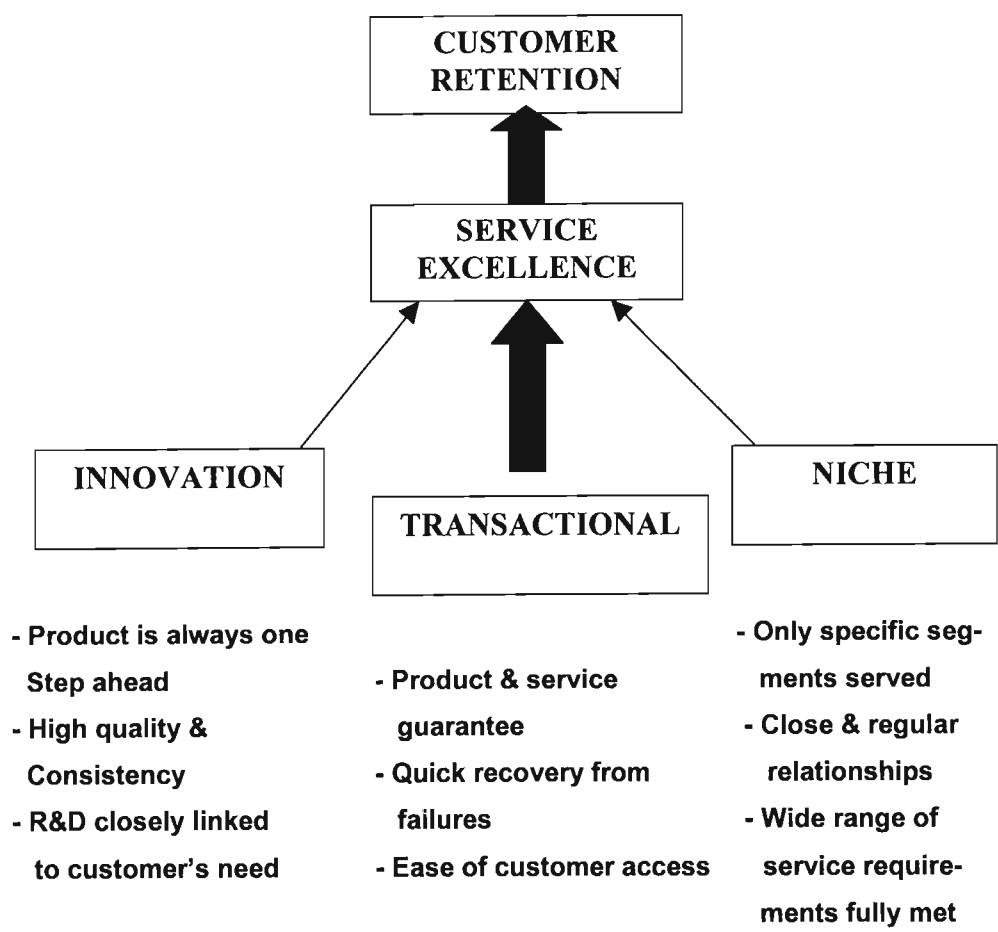 CUSTOMER
RETENTION
SERVICE
EXCELLENCE
INNOVATION
TRANSACTIONAL
NICHE
- Product is always one
Step ahead
- High quality &
Consistency
- R&D closely linked
to customer's need
- Product & service
guarantee
- Quick recovery from
failures
- Ease of customer access
- Only specific seg-
ments served
- Close & regular
relationships
- Wide range of
service require-
ments fully met